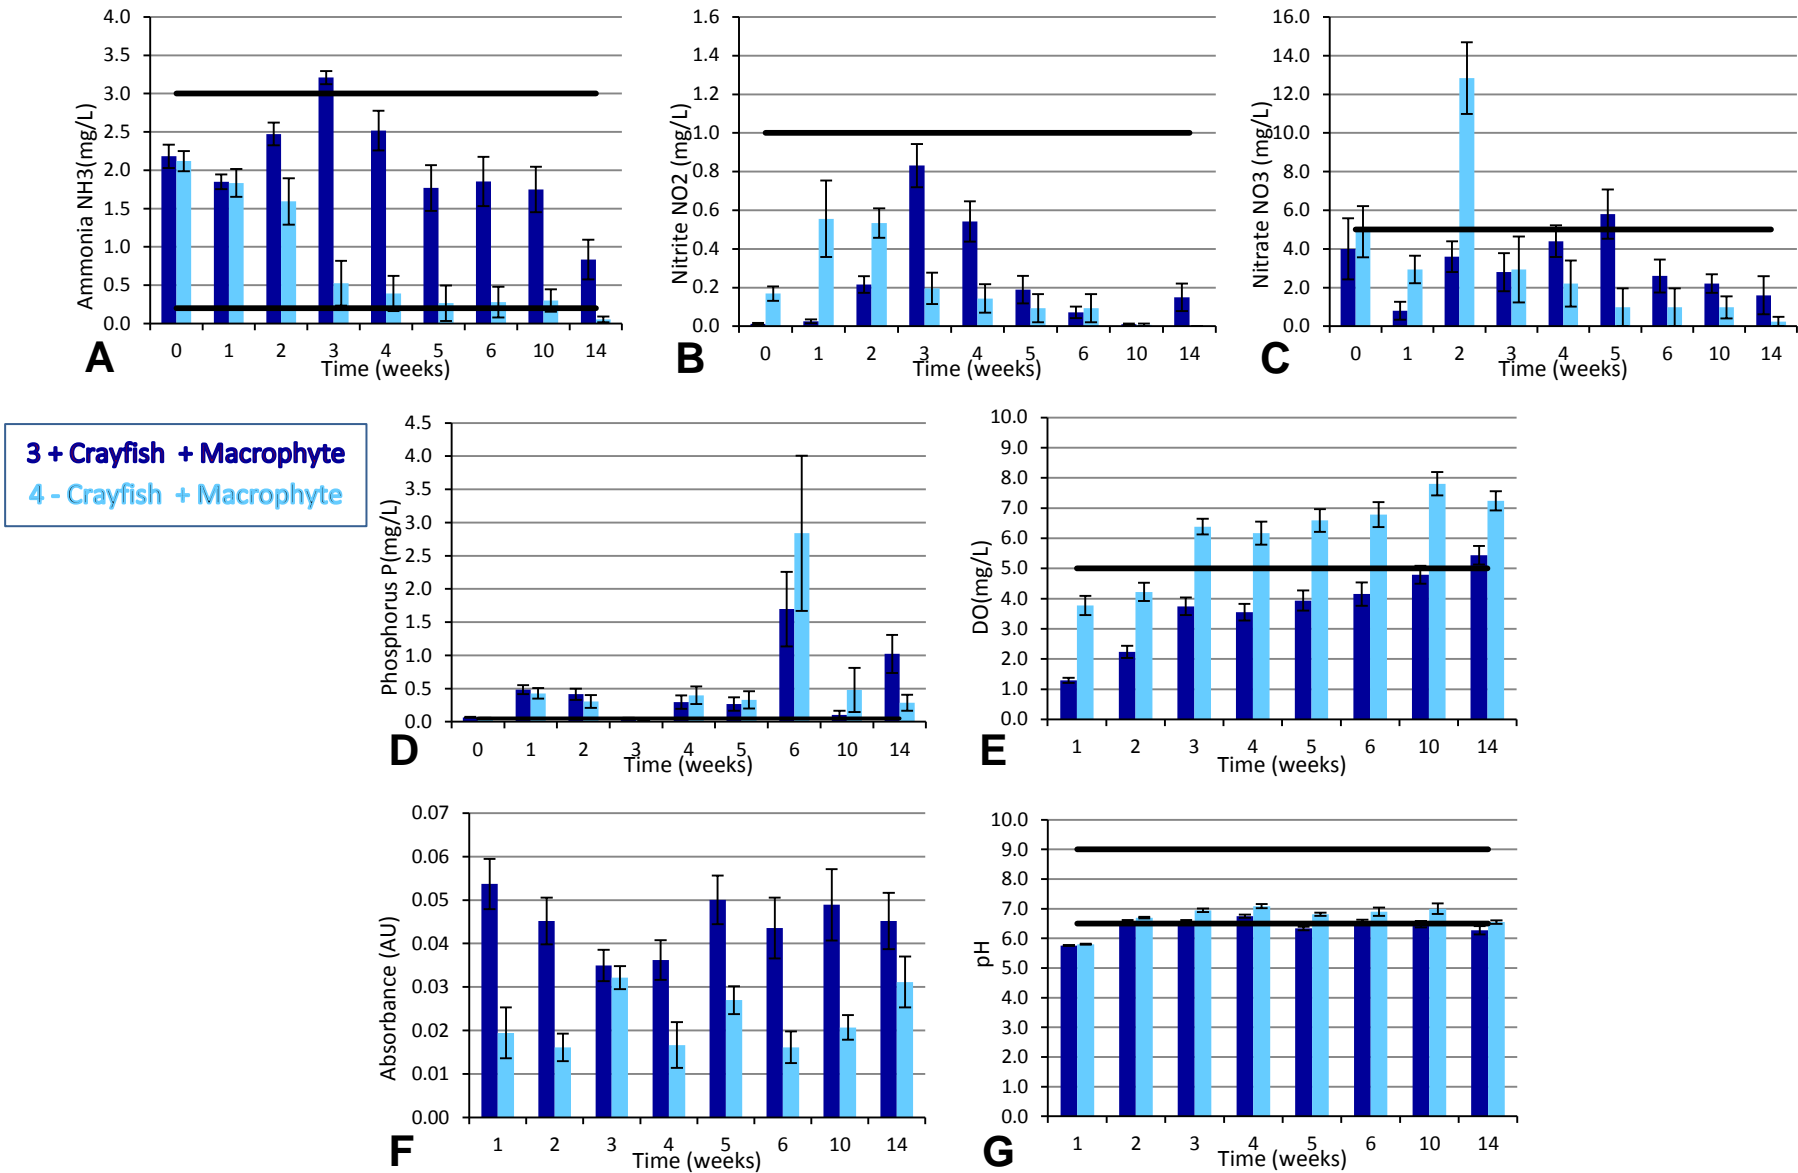 4.0
3.5
3.0
2.5
2.0
1.5
1.0
0.5
0.0
Ammonia NH3(mg/L)
0 1 2 3 4 5 6 10 14
Time (weeks)
A
1.6
1.4
1.2
1.0
0.8
0.6
0.4
0.2
0.0
Nitrite NO2 (mg/L)
0 1 2 3 4 5 6 10 14
Time (weeks)
B
16.0
14.0
12.0
10.0
8.0
6.0
4.0
2.0
0.0
Nitrate NO3 (mg/L)
0 1 2 3 4 5 6 10 14
Time (weeks)
C
3 + Crayfish + Macrophyte
4 - Crayfish + Macrophyte
4.5
4.0
3.5
3.0
2.5
2.0
1.5
1.0
0.5
0.0
Phosphorus P(mg/L)
0 1 2 3 4 5 6 10 14
Time (weeks)
D
10.0
9.0
8.0
7.0
6.0
5.0
4.0
3.0
2.0
1.0
0.0
DO(mg/L)
1 2 3 4 5 6 10 14
Time (weeks)
E
0.07
0.06
0.05
0.04
0.03
0.02
0.01
0.00
Absorbance (AU)
1 2 3 4 5 6 10 14
Time (weeks)
F
10.0
9.0
8.0
7.0
6.0
5.0
4.0
3.0
2.0
1.0
0.0
pH
1 2 3 4 5 6 10 14
Time (weeks)
G